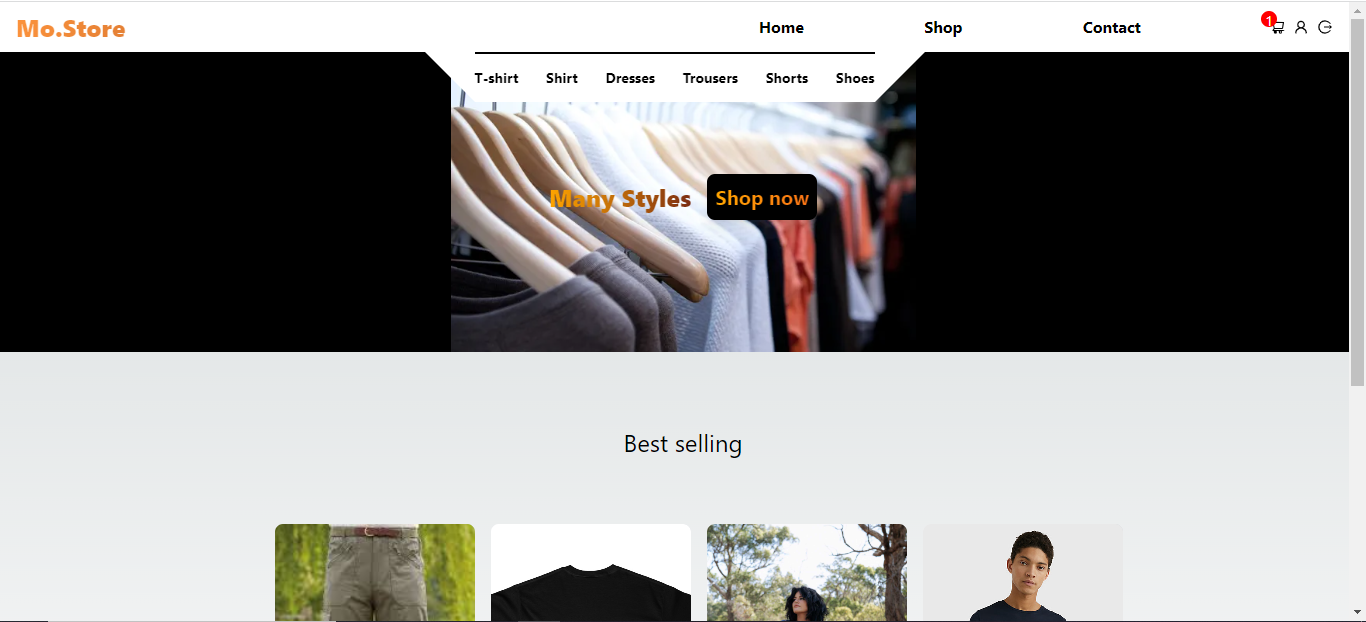 Mo.Store
Home Shop Contact
1
T-shirt Shirt Dresses Trousers Shorts Shoes
Many Styles Shop now
Best selling